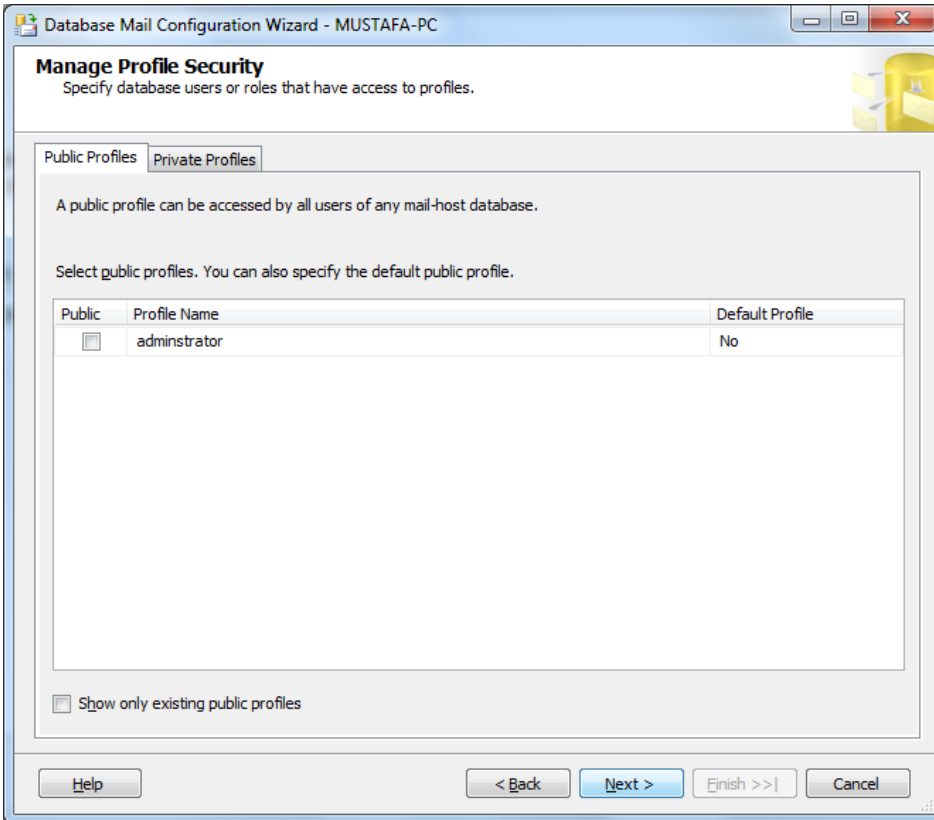 Database Mail Configuration Wizard - MUSTAFA-PC
Manage Profile Security
Specify database users or roles that have access to profiles.
Public Profiles Private Profiles
A public profile can be accessed by all users of any mail-host database.
Select public profiles. You can also specify the default public profile.
Public Profile Name Default Profile
adminstrator No
Show only existing public profiles
Help < Back Next > Finish >>| Cancel